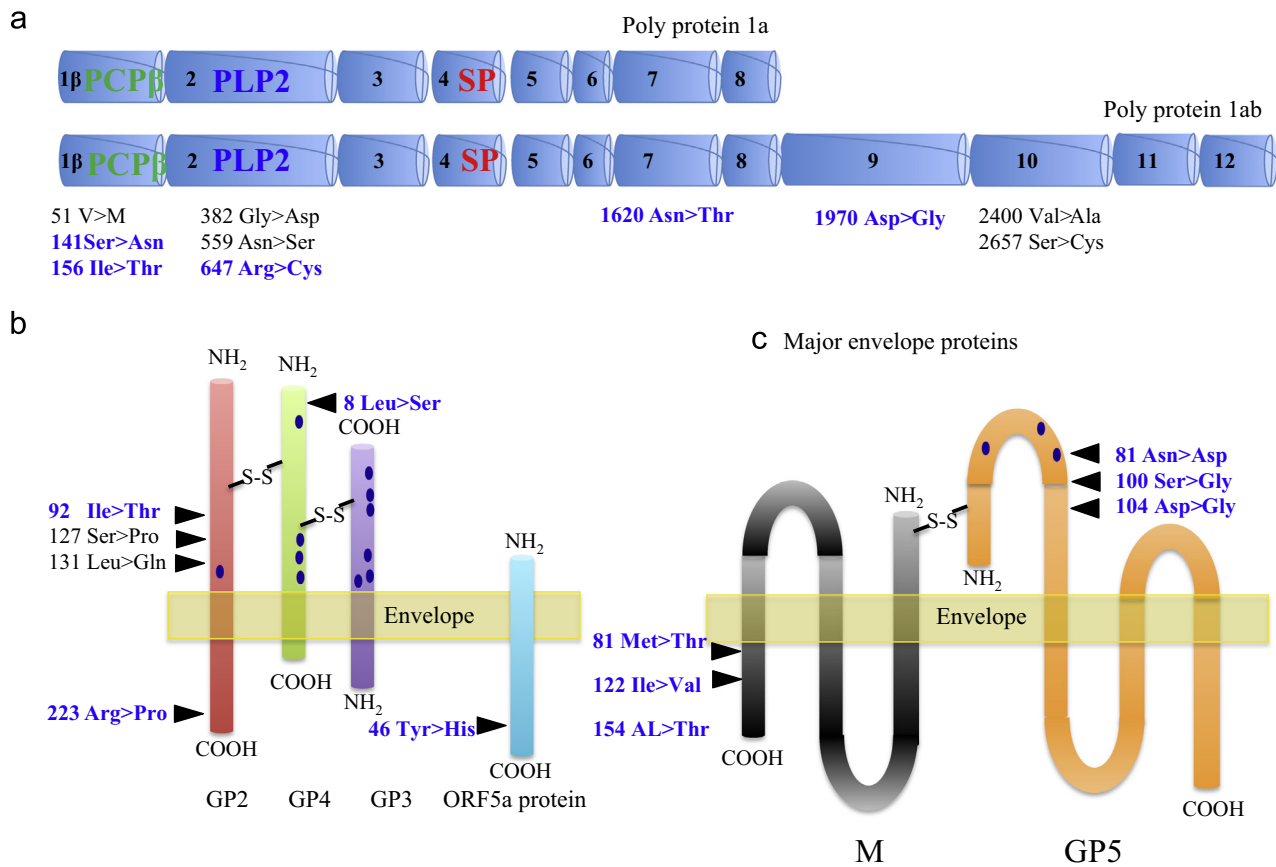 a
Poly protein 1a
1β PCPβ 2 PLP2 3 4 SP 5 6 7 8
Poly protein 1ab
1β PCPβ 2 PLP2 3 4 SP 5 6 7 8 9 10 11 12
51 V>M
141Ser>Asn
156 Ile>Thr
382 Gly>Asp
559 Asn>Ser
647 Arg>Cys
1620 Asn>Thr
1970 Asp>Gly
2400 Val>Ala
2657 Ser>Cys
b
NH2
NH2
8 Leu>Ser
COOH
S-S
S-S
92 Ile>Thr
127 Ser>Pro
131 Leu>Gln
NH2
Envelope
223 Arg>Pro
COOH
COOH
NH2
46 Tyr>His
COOH
GP2
GP4
GP3
ORF5a protein
c Major envelope proteins
NH2
S-S
NH2
81 Asn>Asp
100 Ser>Gly
104 Asp>Gly
Envelope
81 Met>Thr
122 Ile>Val
154 AL>Thr
COOH
COOH
M
GP5